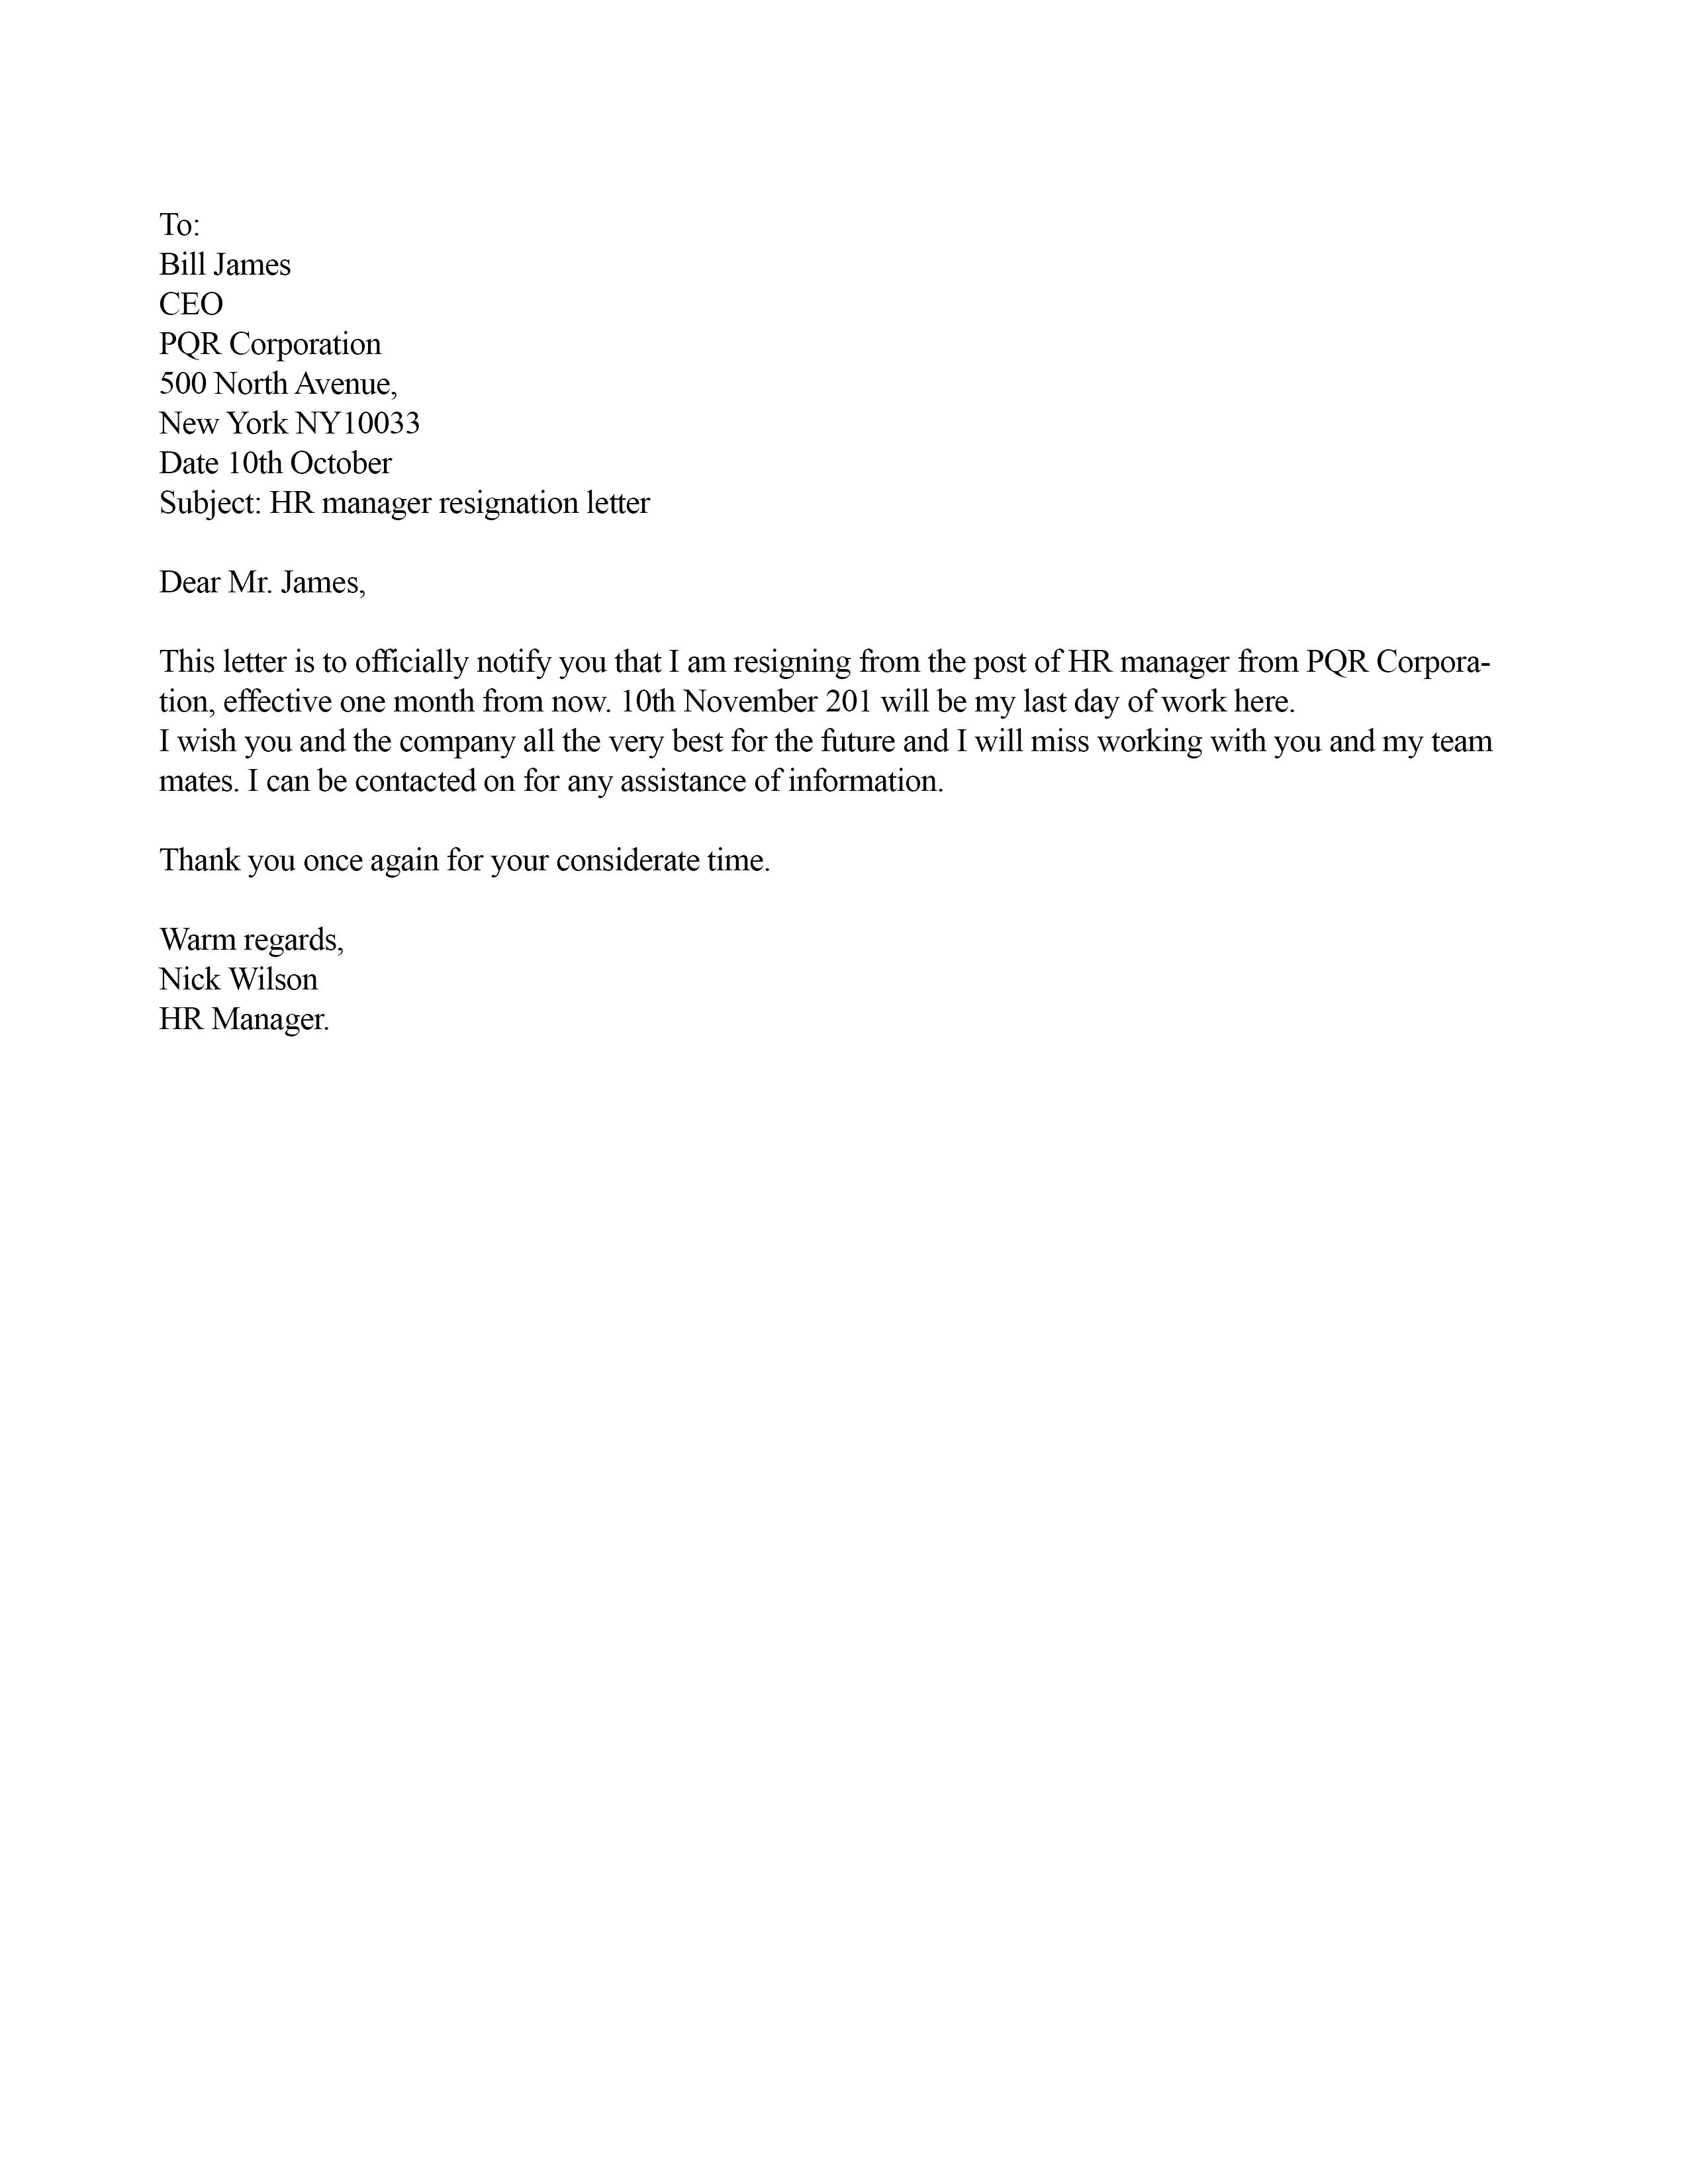 To:
Bill James
CEO
PQR Corporation
500 North Avenue,
New York NY10033
Date 10th October
Subject: HR manager resignation letter
Dear Mr. James,
This letter is to officially notify you that I am resigning from the post of HR manager from PQR Corpora-
tion, effective one month from now. 10th November 201 will be my last day of work here.
I wish you and the company all the very best for the future and I will miss working with you and my team
mates. I can be contacted on for any assistance of information.
Thank you once again for your considerate time.
Warm regards,
Nick Wilson
HR Manager.